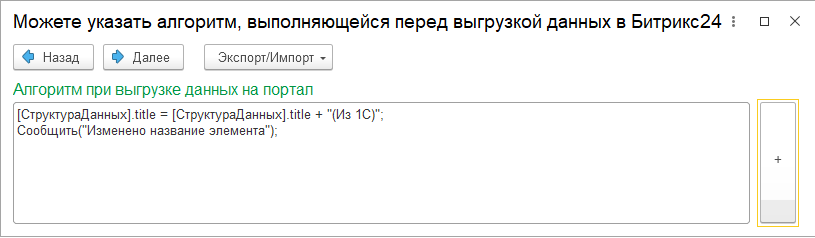 Можете указать алгоритм, выполняющейся перед выгрузкой данных в Битрикс24
Назад Далее Экспорт/Импорт
Алгоритм при выгрузке данных на портал
[СтруктураДанных].title = [СтруктураДанных].title + "(Из 1С)";
Сообщить("Изменено название элемента");
+